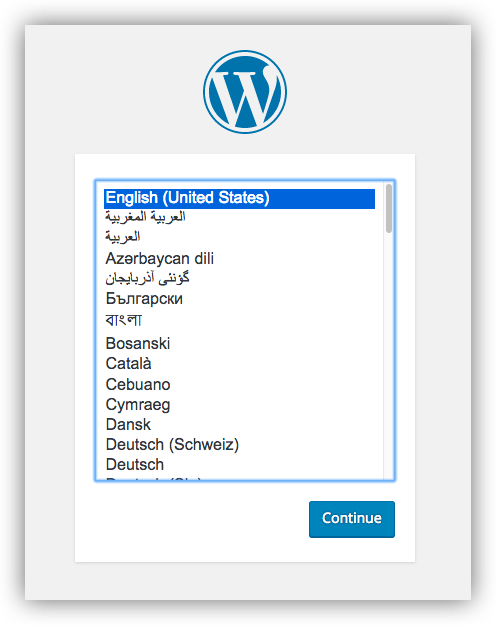 English (United States)
العربية المغربية
العربية
Azərbaycan dili
گؤنئی آذربایجان
Български
বাংলা
Bosanski
Català
Cebuano
Cymraeg
Dansk
Deutsch (Schweiz)
Deutsch
Continue